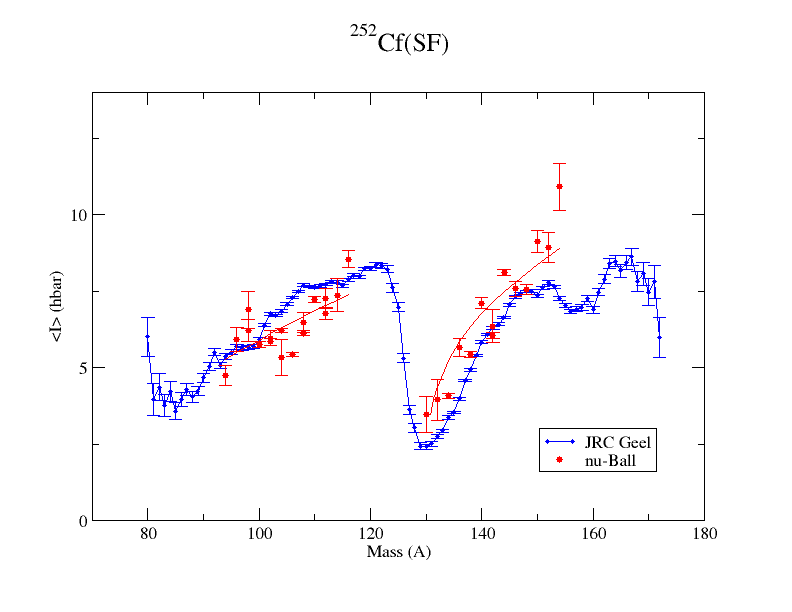 252Cf(SF)
<I> (hbar)
10
5
0
JRC Geel
nu-Ball
80 100 120 140 160 180
Mass (A)